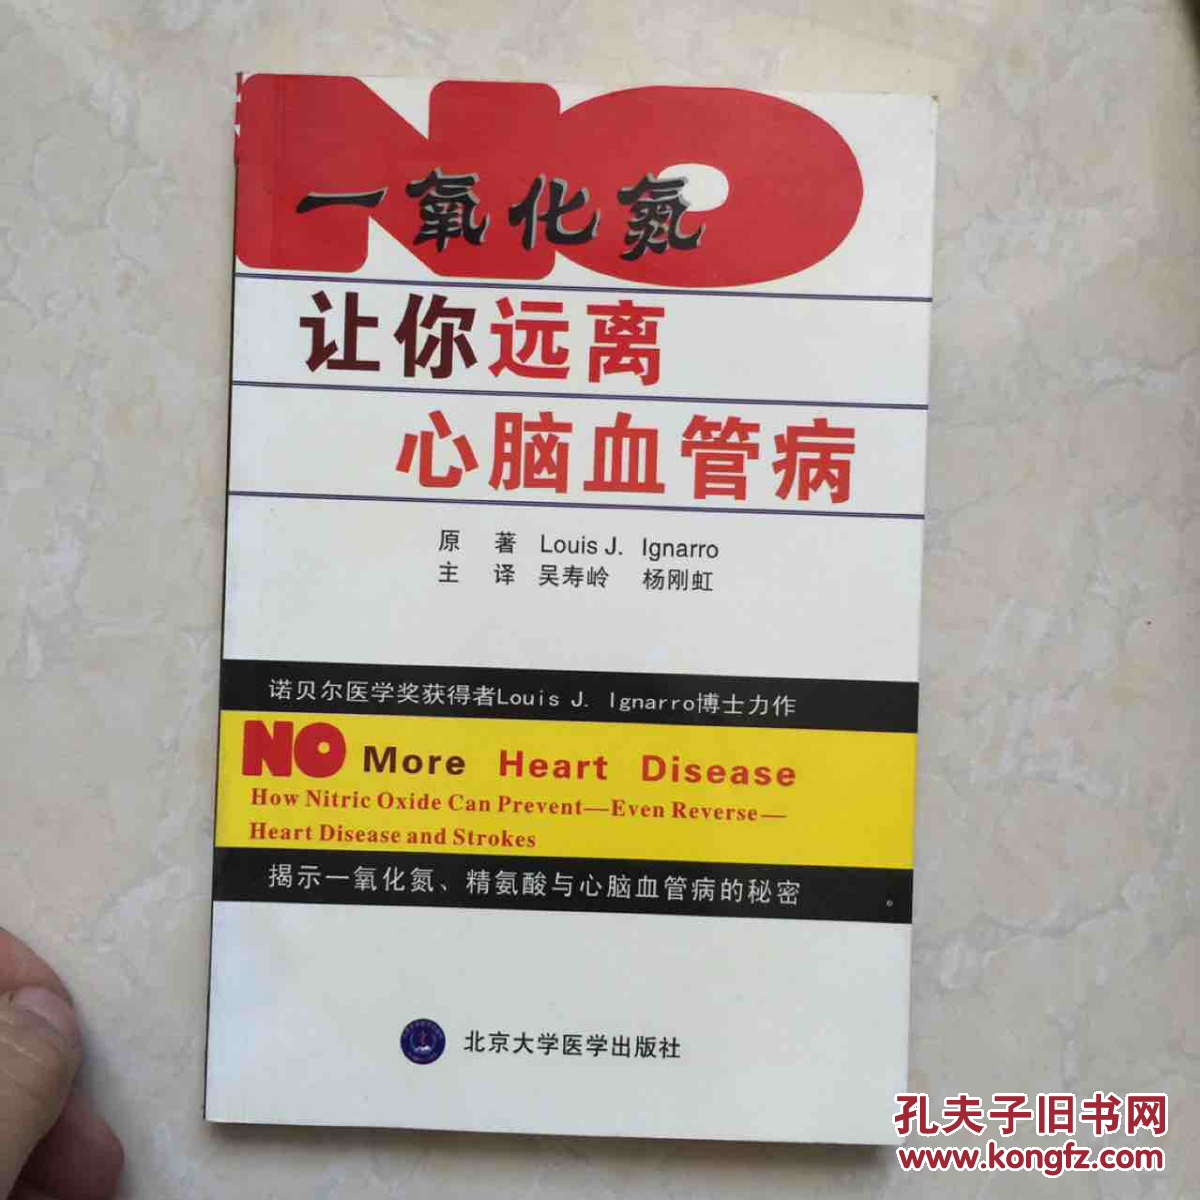 NO
一氧化氮
让你远离
心脑血管病
原 著 Louis J. Ignarro
主 译 吴寿岭 杨刚虹
诺贝尔医学奖获得者Louis J. Ignarro博士力作
NO More Heart Disease
How Nitric Oxide Can Prevent—Even Reverse—
Heart Disease and Strokes
揭示一氧化氮、精氨酸与心脑血管病的秘密。
北京大学医学出版社
孔夫子旧书网
www.kongfz.com